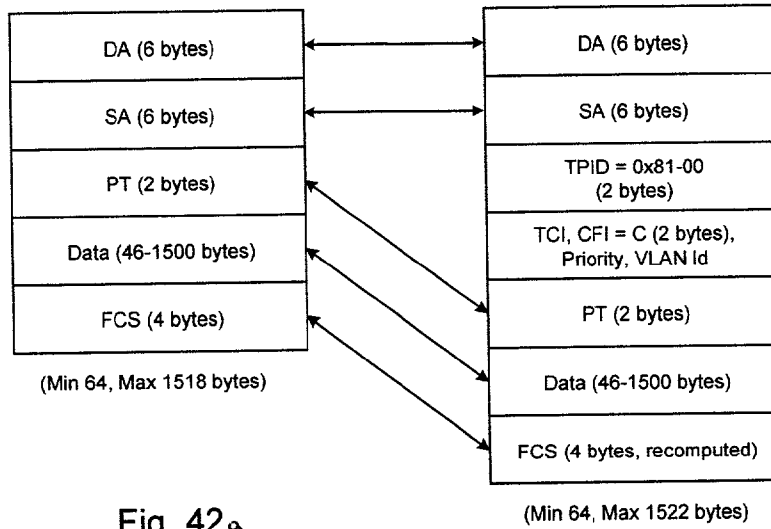 DA (6 bytes)
SA (6 bytes)
PT (2 bytes)
Data (46-1500 bytes)
FCS (4 bytes)
(Min 64, Max 1518 bytes)
DA (6 bytes)
SA (6 bytes)
TPID = 0x81-00
(2 bytes)
TCI, CFI = C (2 bytes),
Priority, VLAN Id
PT (2 bytes)
Data (46-1500 bytes)
FCS (4 bytes, recomputed)
(Min 64, Max 1522 bytes)
Fig. 42a